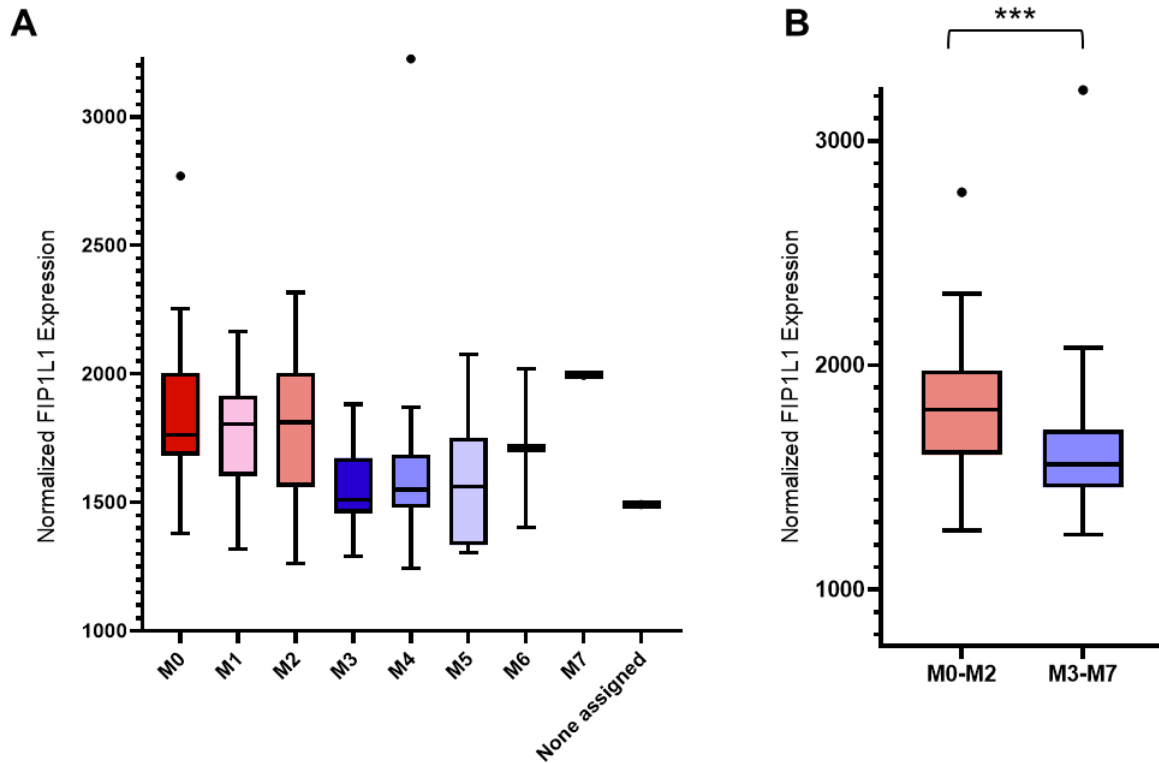 A
Normalized FIP1L1 Expression
3000
2500
2000
1500
1000
M0
M1
M2
M3
M4
M5
M6
M7
None assigned
B
***
Normalized FIP1L1 Expression
3000
2000
1000
M0-M2
M3-M7